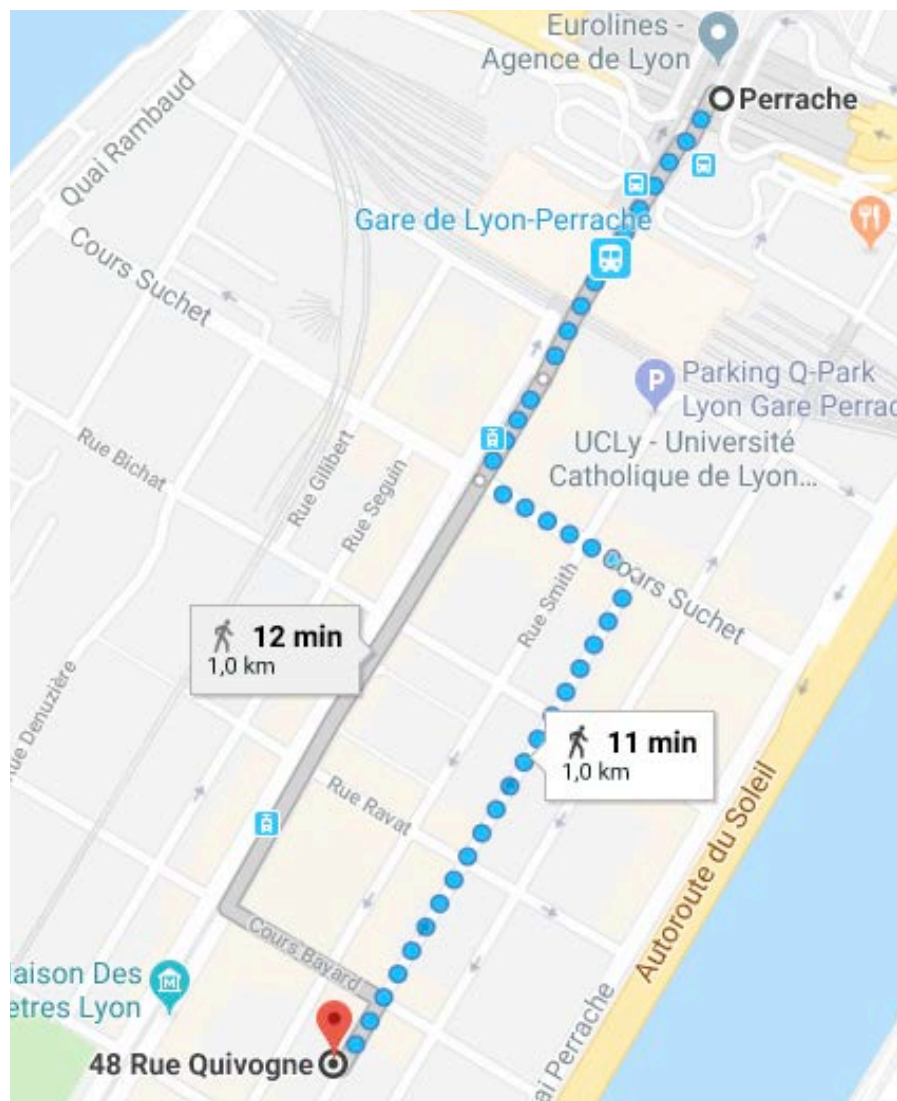 Eurolines -
Agence de Lyon
Perrache
Quai Rambaud
Gare de Lyon-Perrache
Cours Suchet
P
Parking Q-Park
Lyon Gare Perrac
UCLy - Université
Catholique de Lyon...
Rue Bichat
Rue Gilibert
Rue Seguin
Rue Smith
Cours Suchet
12 min
1,0 km
Rue Denuzière
11 min
1,0 km
Rue Ravat
Autoroute du Soleil
Cours Bayard
aison Des
etres Lyon
M
48 Rue Quivogne
ai Perrache